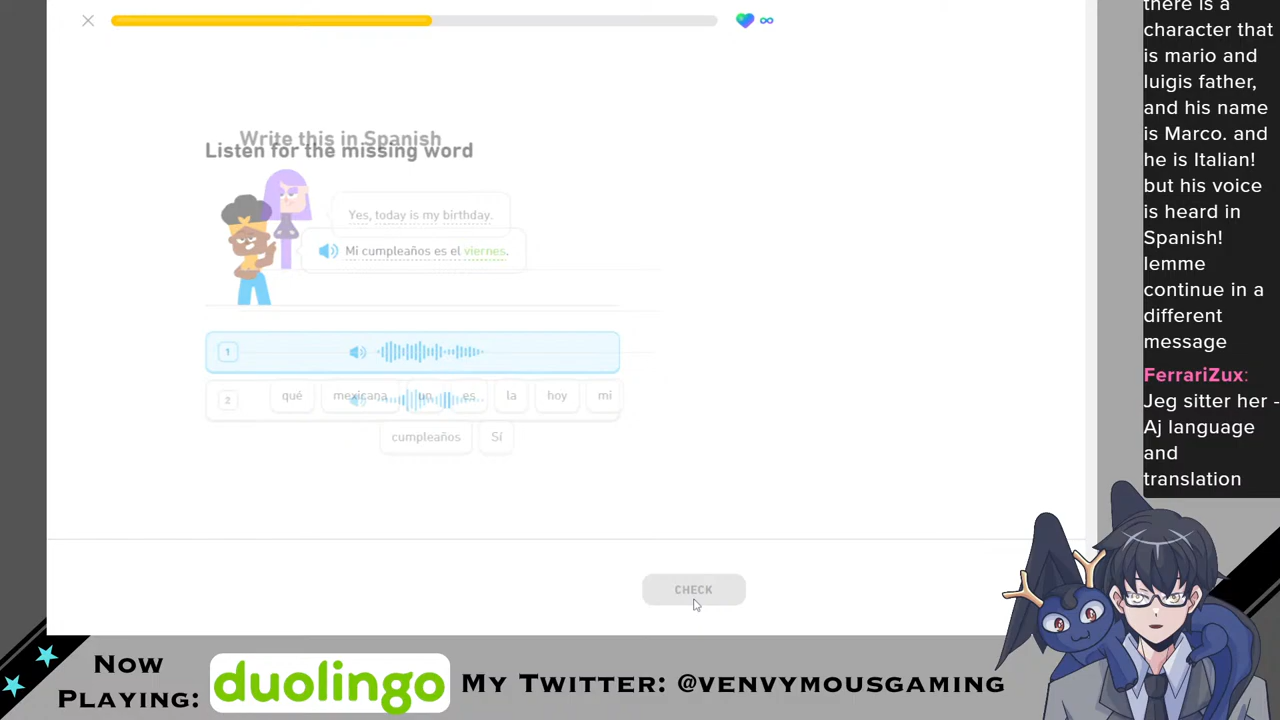 there is a
character that
is mario and
luigis father,
and his name
is Marco. and
he is Italian!
but his voice
is heard in
Spanish!
lemme
continue in a
different
message
FerrariZux:
Jeg sitter her -
Aj language
and
translation
Write this in Spanish
Listen for the missing word
Yes, today is my birthday.
Mi cumpleaños es el viernes.
1
2
qué mexicana un es la hoy mi
cumpleaños Sí
CHECK
Now
Playing:
duolingo
My Twitter: @venvymousgaming